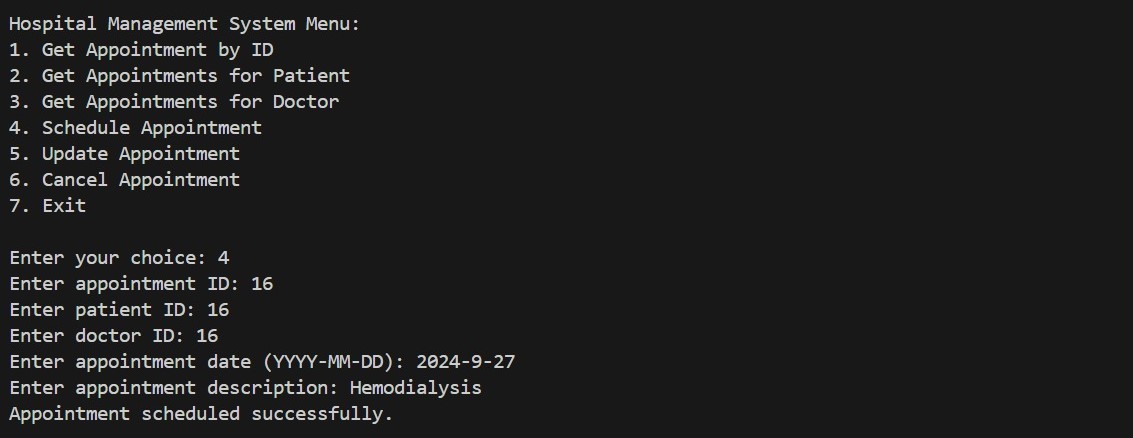 Hospital Management System Menu:
1. Get Appointment by ID
2. Get Appointments for Patient
3. Get Appointments for Doctor
4. Schedule Appointment
5. Update Appointment
6. Cancel Appointment
7. Exit
Enter your choice: 4
Enter appointment ID: 16
Enter patient ID: 16
Enter doctor ID: 16
Enter appointment date (YYYY-MM-DD): 2024-9-27
Enter appointment description: Hemodialysis
Appointment scheduled successfully.